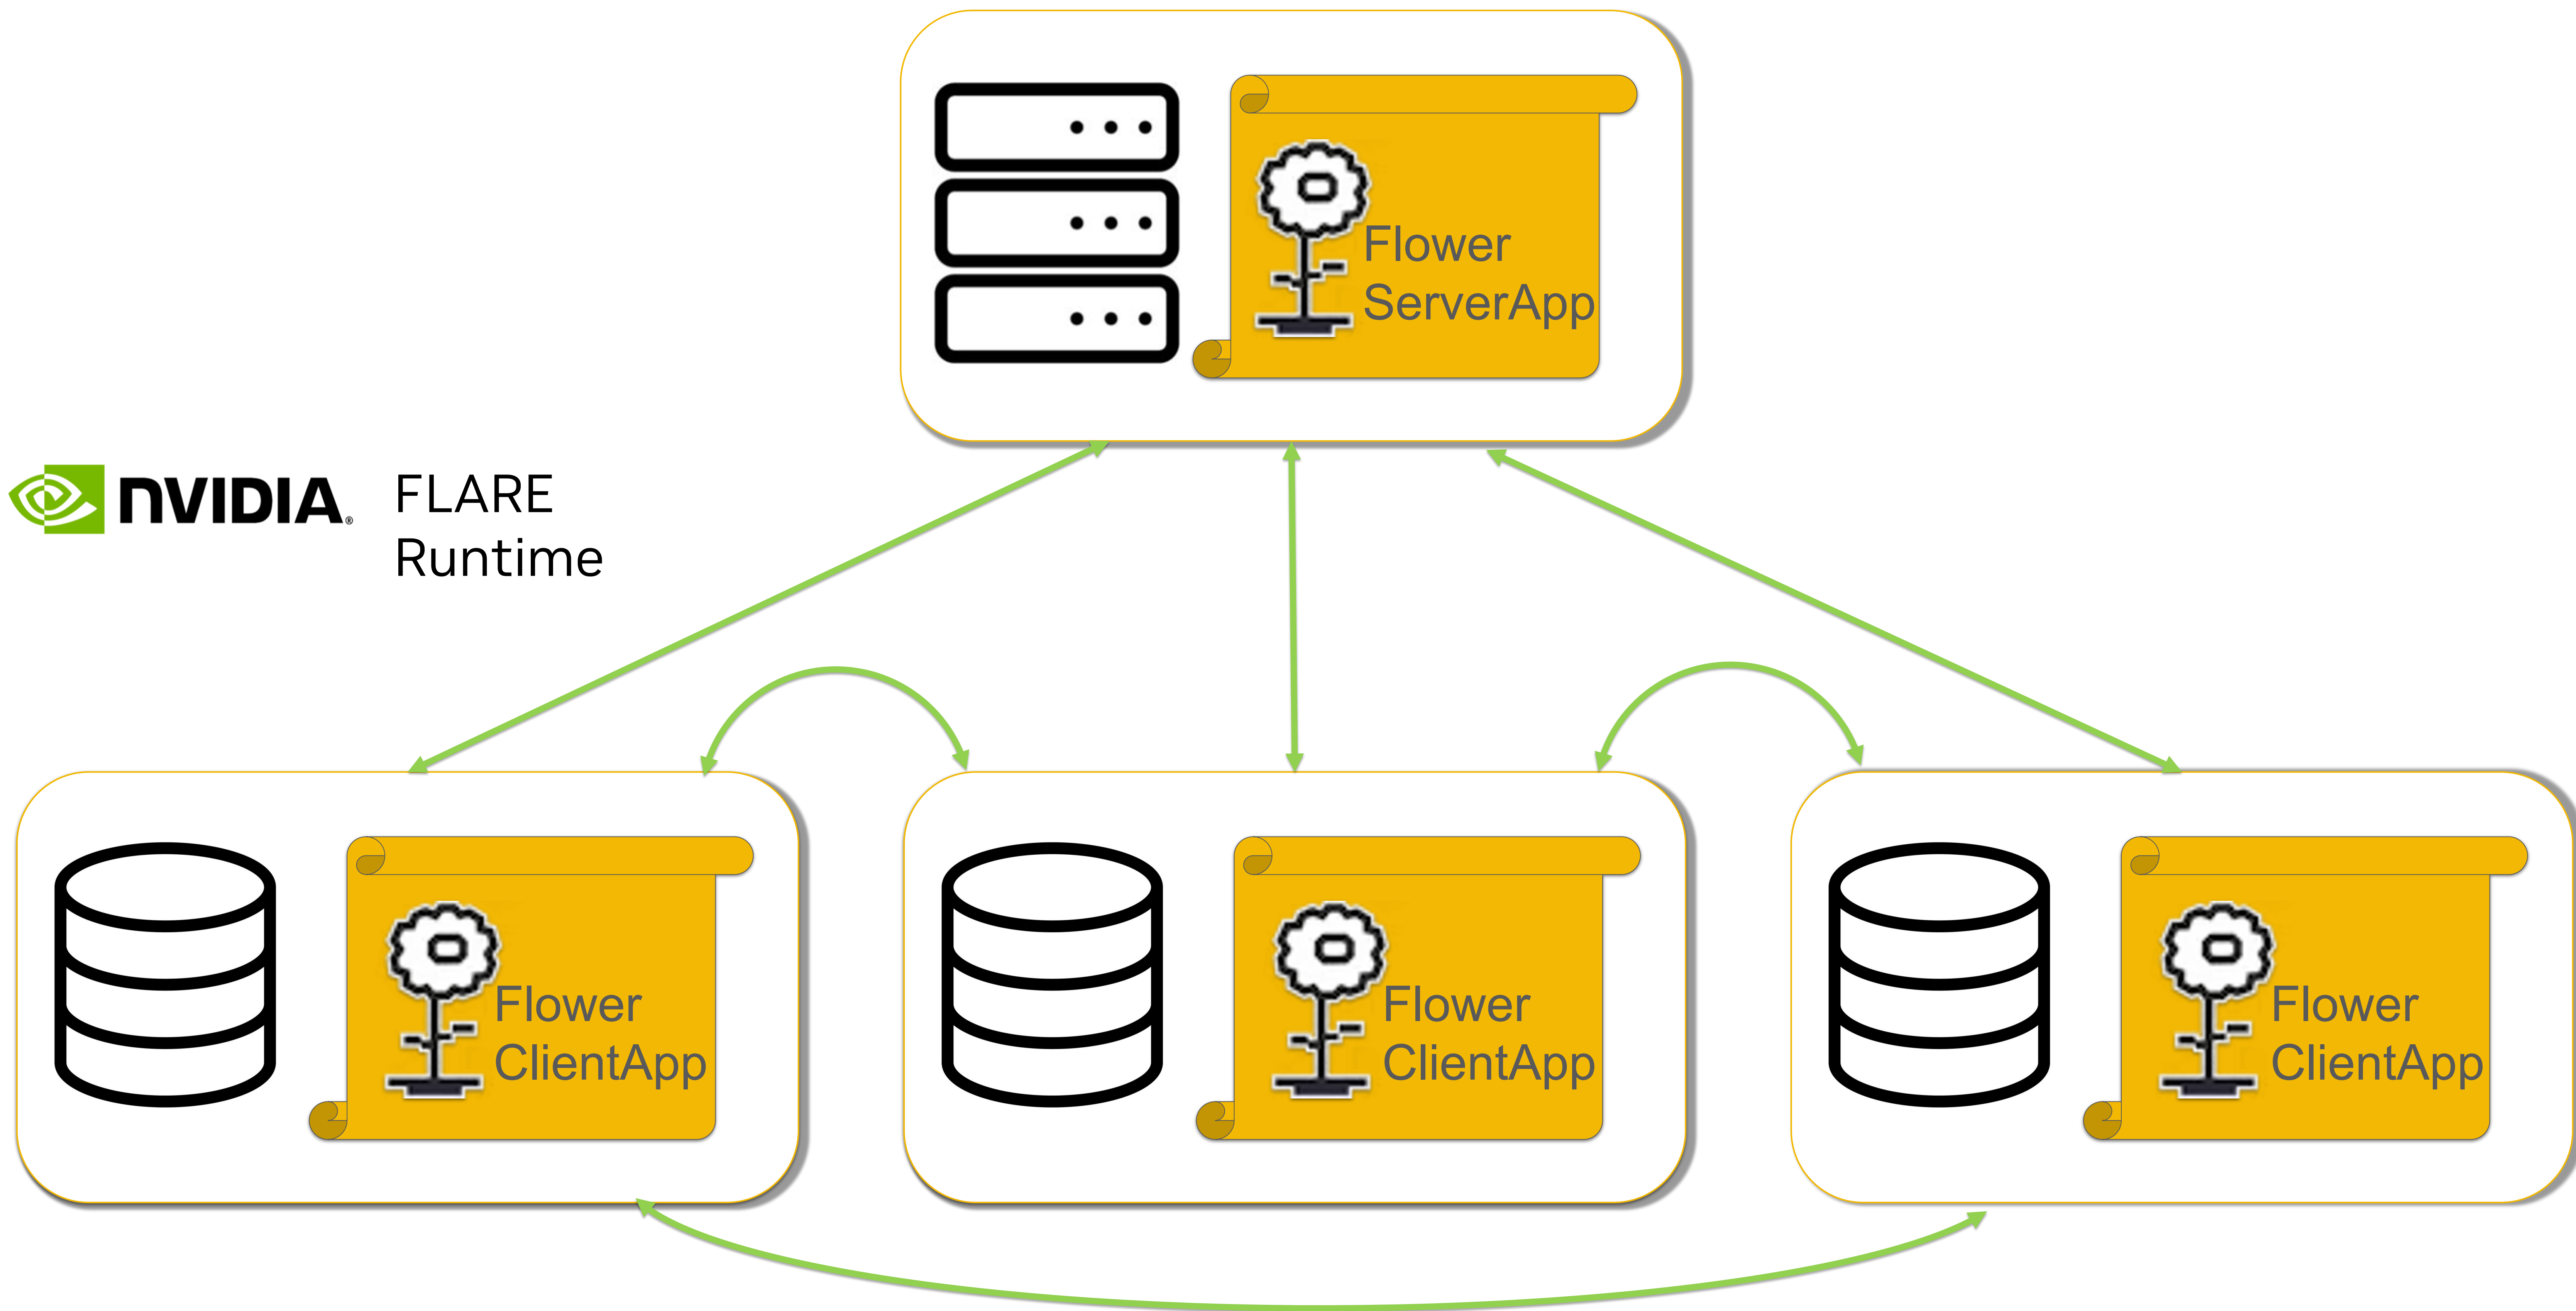 Flower
ServerApp
NVIDIA®
FLARE
Runtime
Flower
ClientApp
Flower
ClientApp
Flower
ClientApp